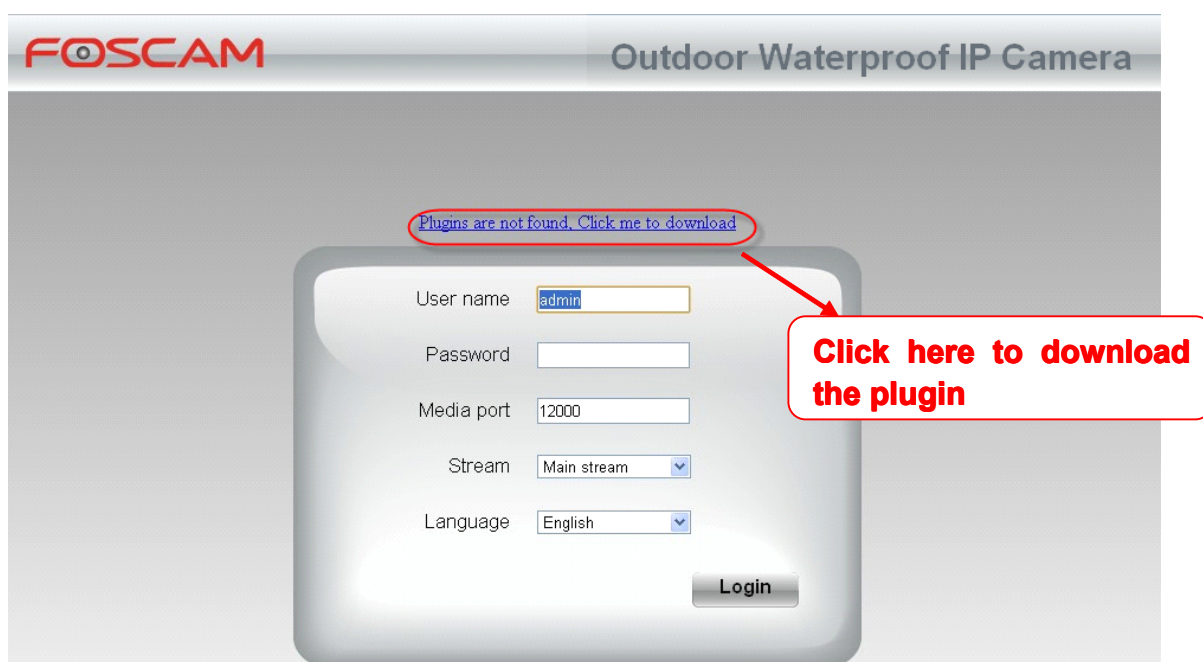 FOSCAM
Outdoor Waterproof IP Camera
Plugins are not found, Click me to download
User name admin
Password
Media port 12000
Stream Main stream
Language English
Login
Click here to download
the plugin